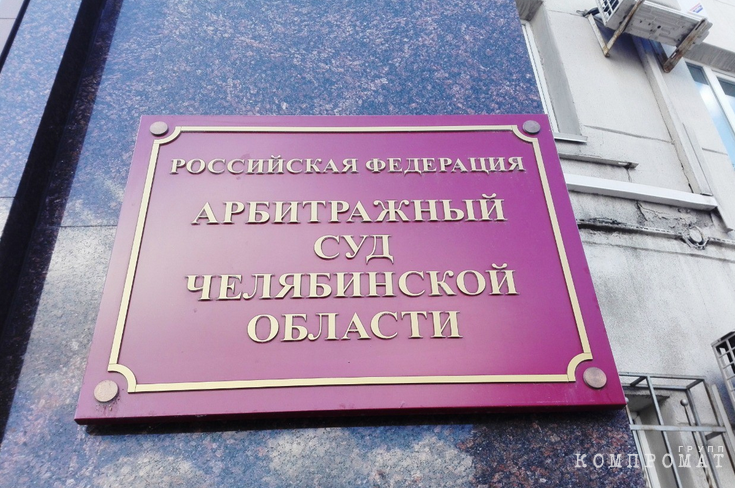 РОССИЙСКАЯ ФЕДЕРАЦИЯ
АРБИТРАЖНЫЙ
СУД
ЧЕЛЯБИНСКОЙ
ОБЛАСТИ
ГРУПП
КОМПРОМАТ